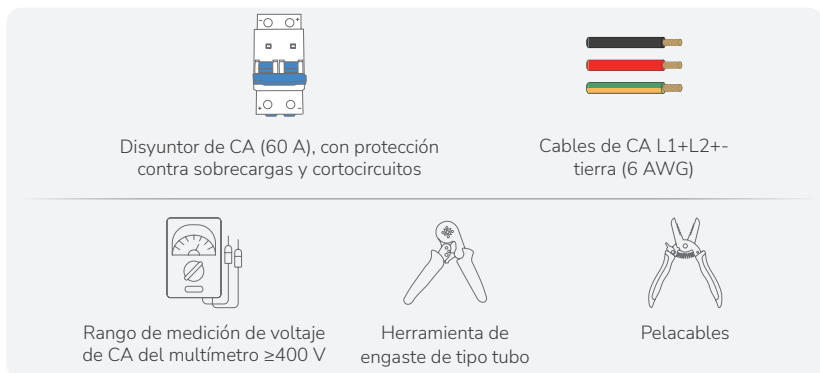 Disyuntor de CA (60 A), con protección
contra sobrecargas y cortocircuitos
Cables de CA L1+L2+-
tierra (6 AWG)
Rango de medición de voltaje
de CA del multímetro ≥400 V
Herramienta de
engaste de tipo tubo
Pelacables